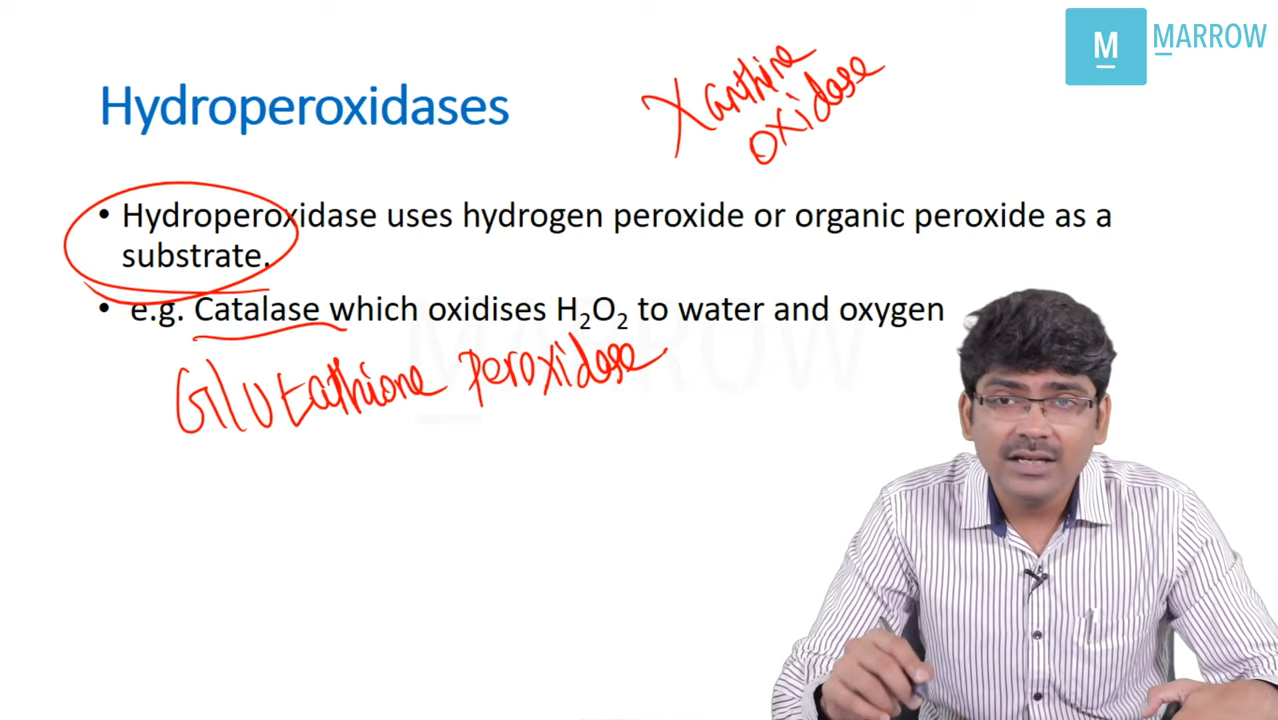 M MARROW
Xanthine
oxidase
Hydroperoxidases
• Hydroperoxidase uses hydrogen peroxide or organic peroxide as a
substrate.
• e.g. Catalase which oxidises H₂O₂ to water and oxygen
Glutathione peroxidase
MARROW